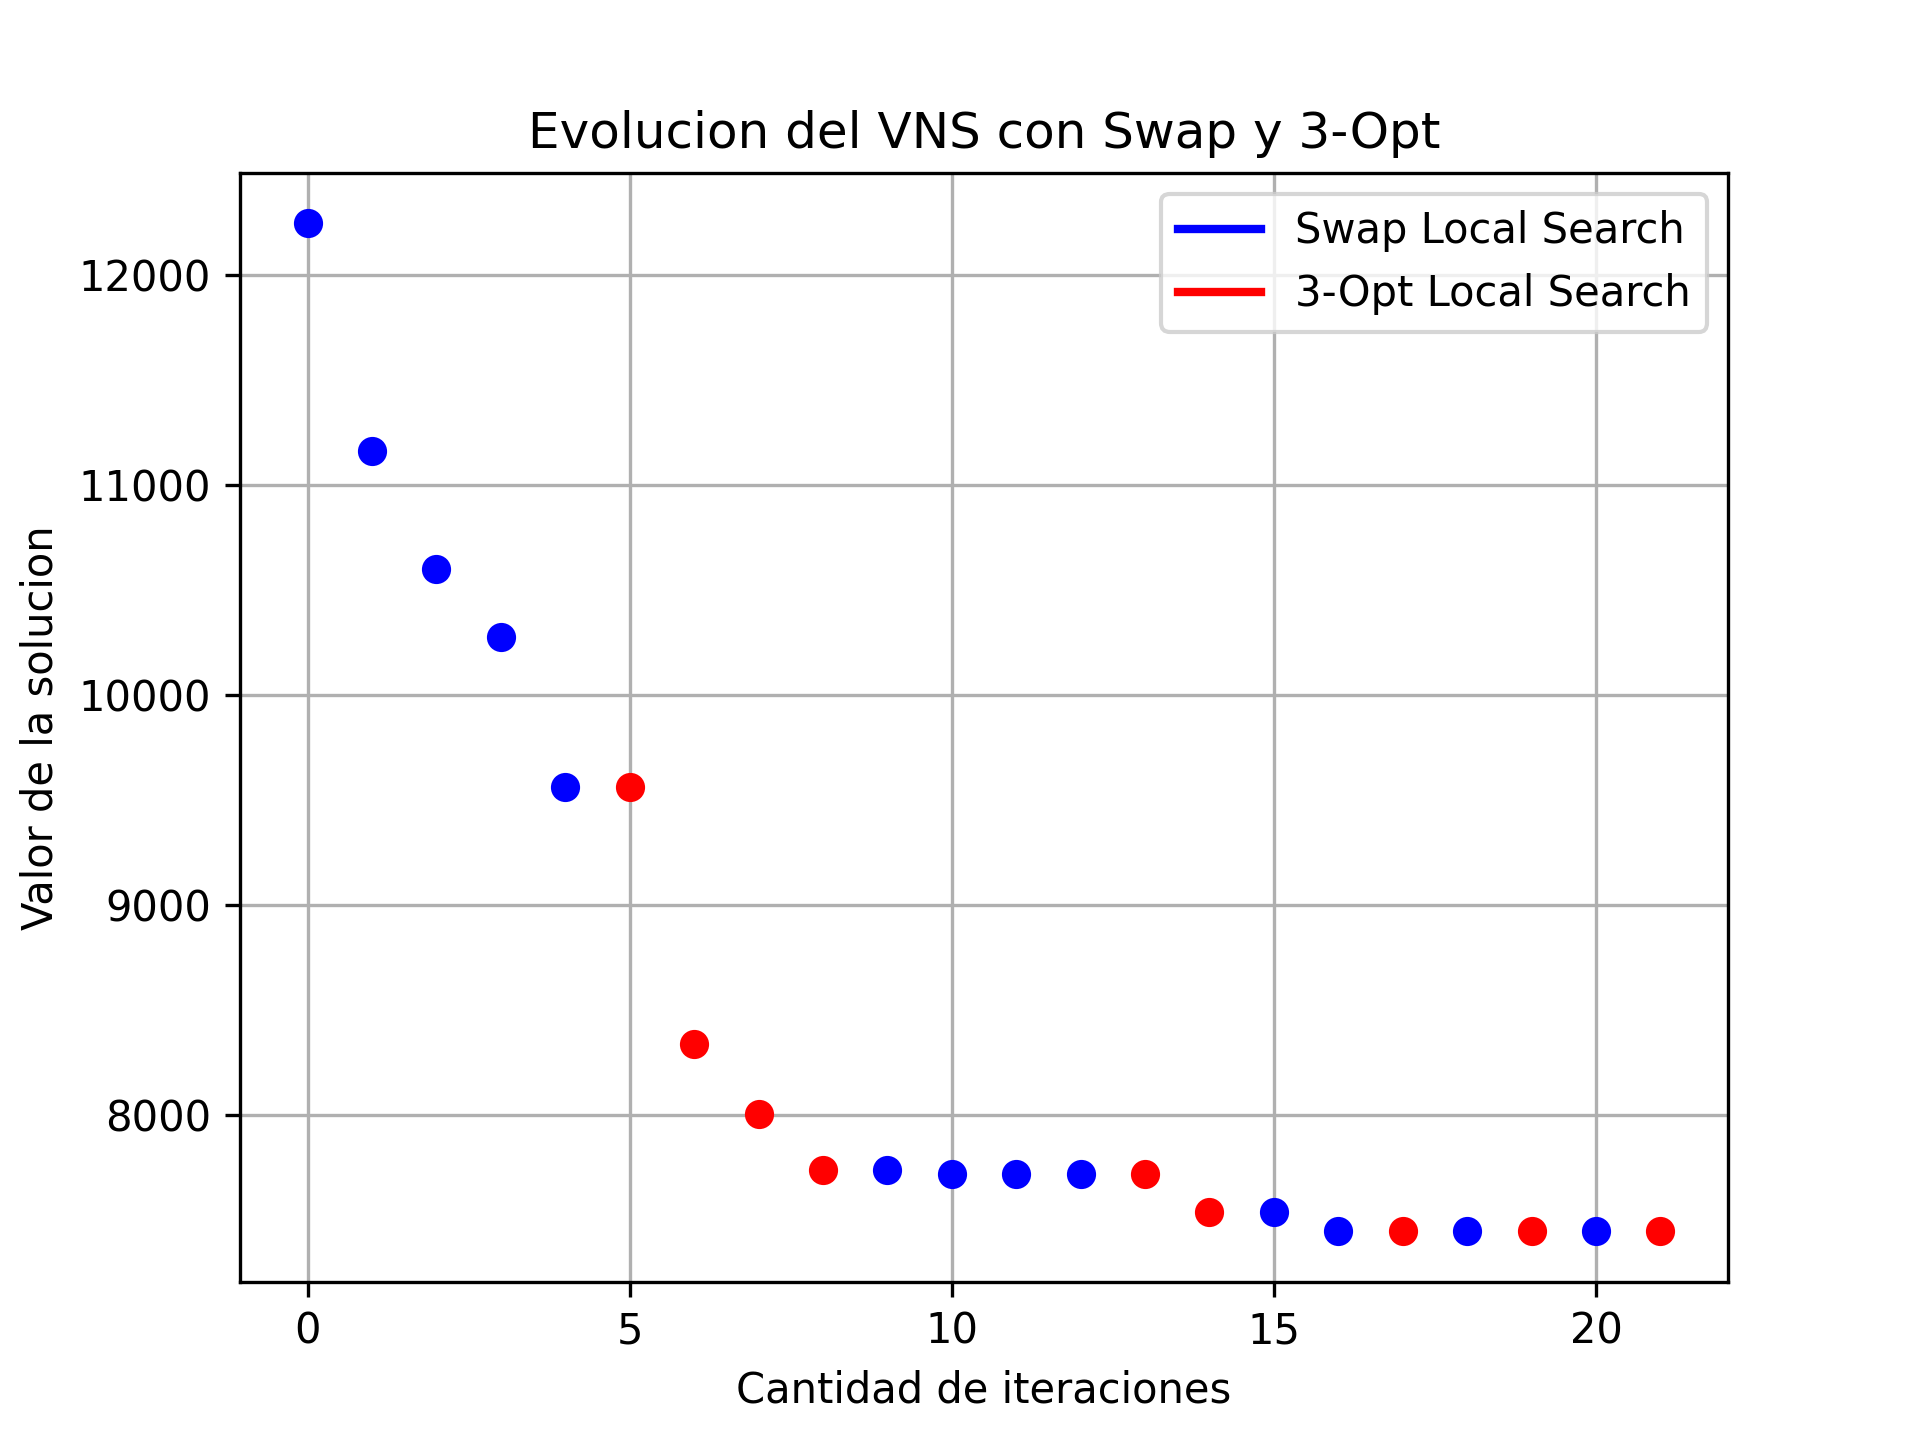 Evolucion del VNS con Swap y 3-Opt
Swap Local Search
3-Opt Local Search
12000
11000
10000
9000
8000
Valor de la solucion
0 5 10 15 20
Cantidad de iteraciones